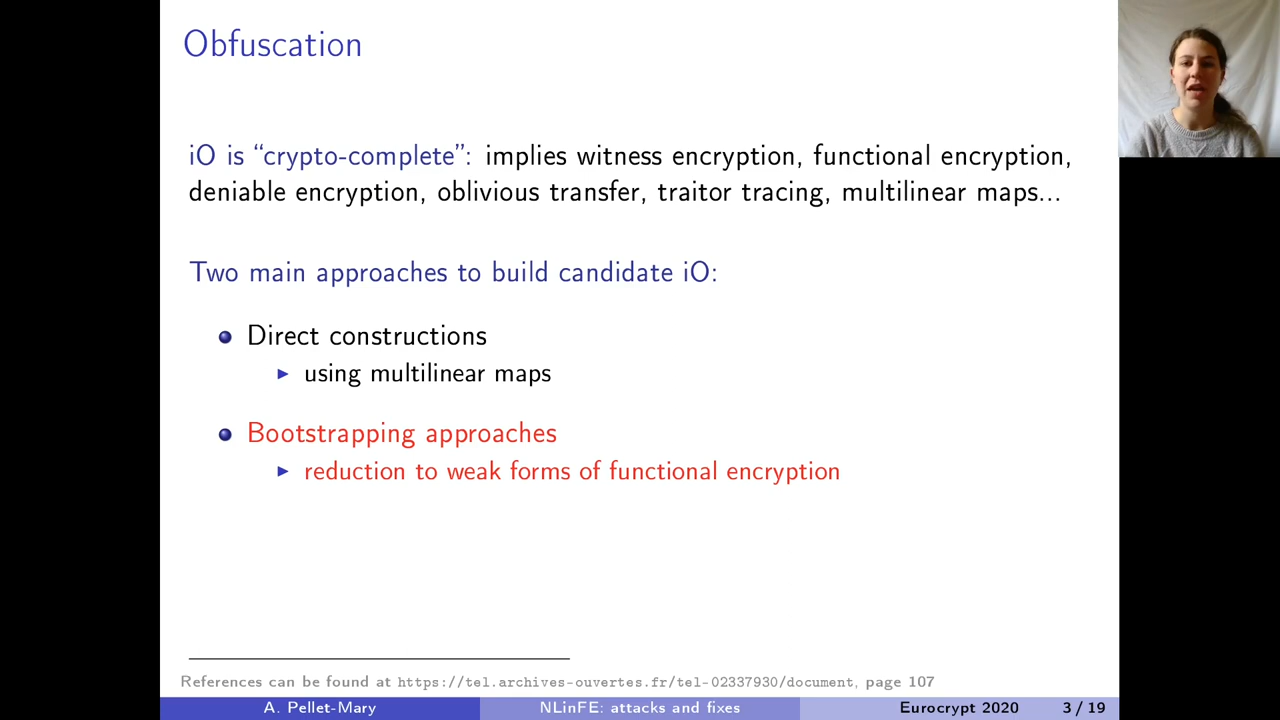 Obfuscation
iO is “crypto-complete”: implies witness encryption, functional encryption,
deniable encryption, oblivious transfer, traitor tracing, multilinear maps...
Two main approaches to build candidate iO:
Direct constructions
using multilinear maps
Bootstrapping approaches
reduction to weak forms of functional encryption
References can be found at https://tel.archives-ouvertes.fr/tel-02337930/document, page 107
A. Pellet-Mary NLinFE: attacks and fixes Eurocrypt 2020 3 / 19